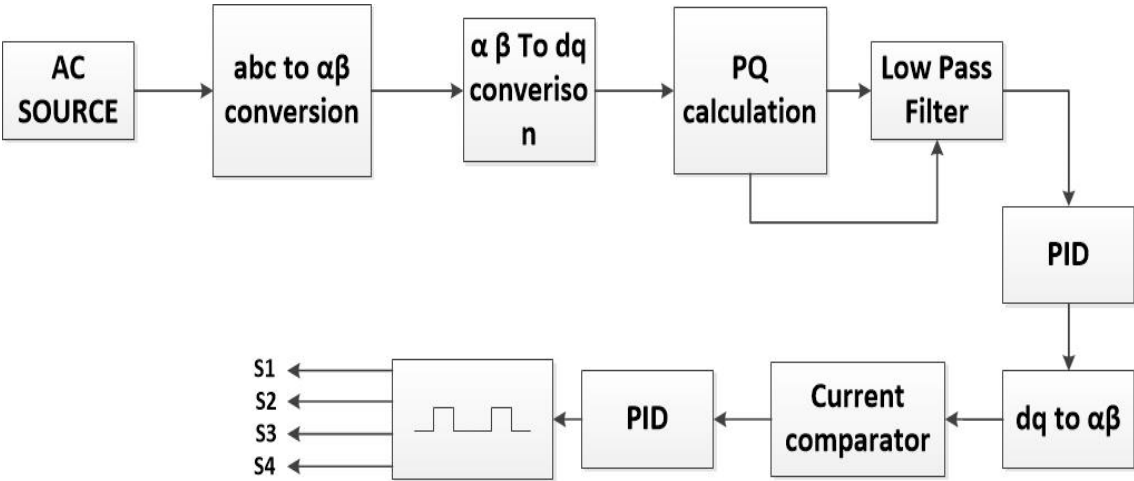 AC
SOURCE
abc to αβ
conversion
α β To dq
converiso
n
PQ
calculation
Low Pass
Filter
PID
dq to αβ
Current
comparator
PID
S1
S2
S3
S4